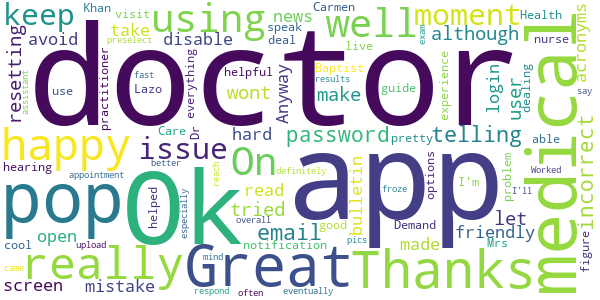 keep
Khan
using
visit
take
avoid
disable
well
news
speak
deal
Carmen
moment
live
although
Health
nurse
acronyms
medical
resetting
practitioner
assistant
preselect
doctor
use
fast
Lazo
Dr
everything
helpful
wont
Anyway
hard
Baptist
results
make
guide
exam
experience
login
user
dealing
able
say
happy
issue
Care
better
On
password
pretty
telling
incorrect
hearing
appointment
pop
Ok
read
tried
app
bulletin
options
I'm
problem
let
cool
open
upload
helped
especially
email
overall
good
notification
pics
Demand
made
froze
friendly
Mrs
I'll
Worked
figure
screen
came
really
mistake
respond
often
Great
mind
eventually
reach
definitely
Thanks